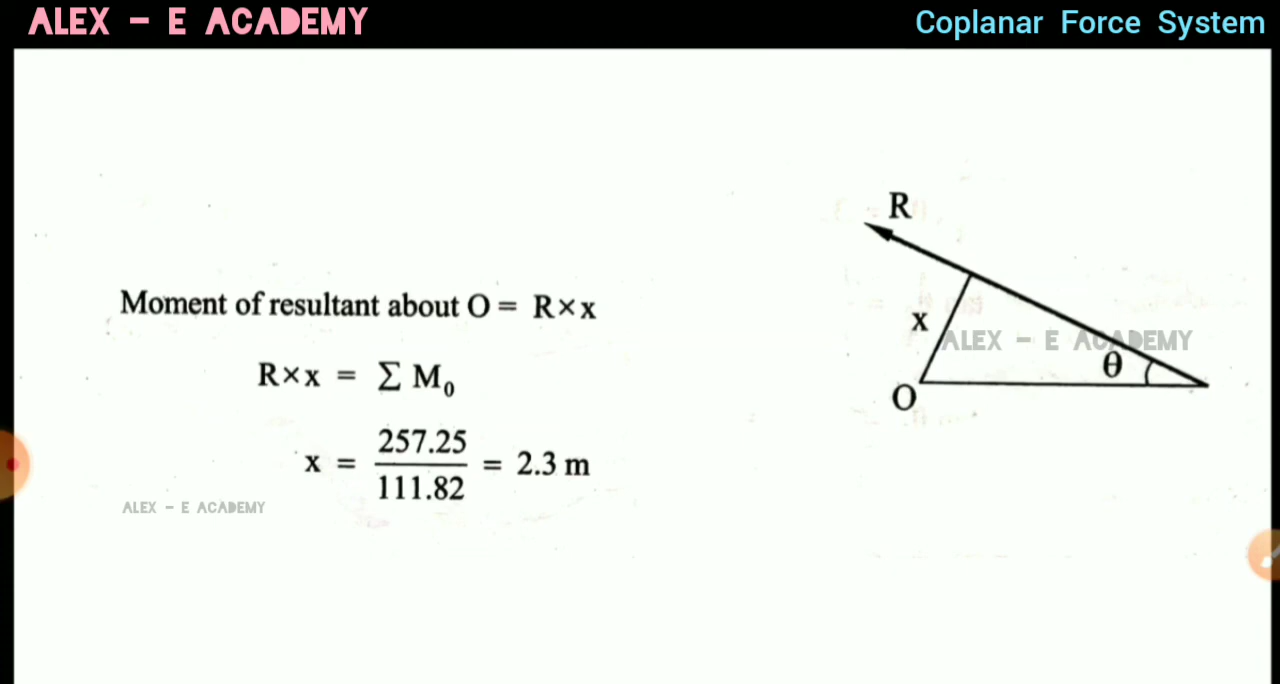 ALEX - E ACADEMY
Coplanar Force System
R
Moment of resultant about O = R×x
x
ALEX - E ACADEMY
θ
R×x = ∑ M₀
O
x = 257.25 / 111.82 = 2.3 m
ALEX - E ACADEMY